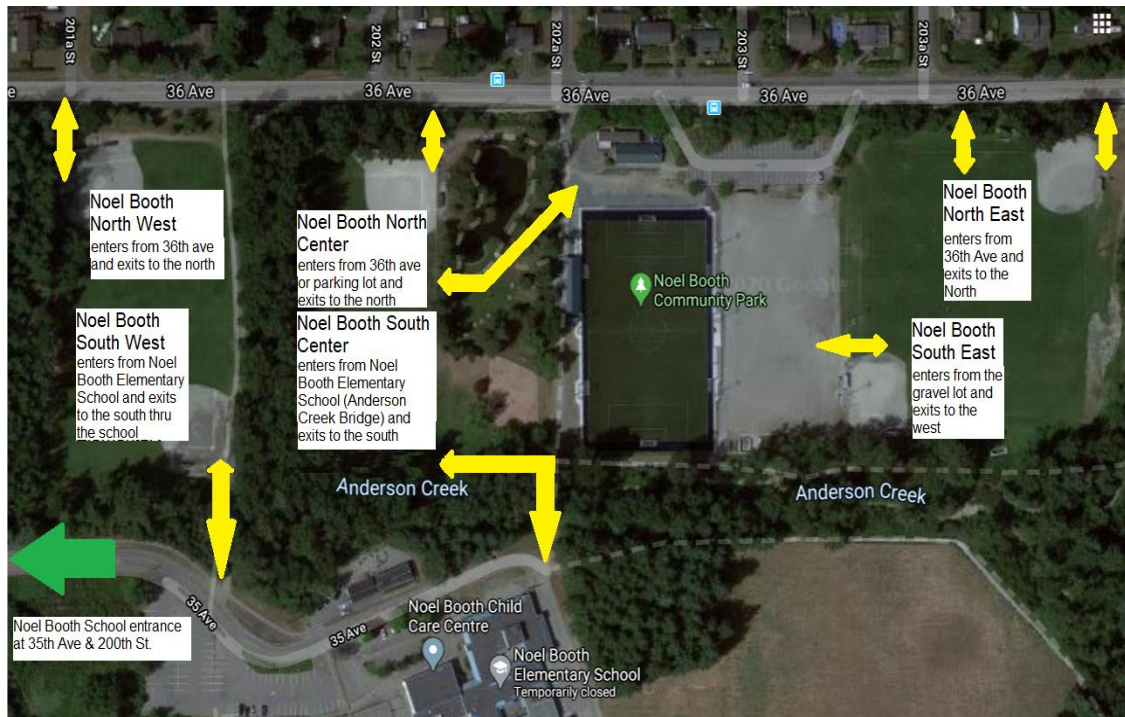 201a St
202 St
202a St
203 St
203a St
36 Ave
36 Ave
36 Ave
36 Ave
36 Ave
Noel Booth
North West
enters from 36th ave
and exits to the north
Noel Booth North
Center
enters from 36th ave
or parking lot and
exits to the north
Noel Booth
Community Park
Noel Booth
North East
enters from
36th Ave and
exits to the
North
Noel Booth
South West
enters from Noel
Booth Elementary
School and exits
to the south thru
the school
Noel Booth South
Center
enters from Noel
Booth Elementary
School (Anderson
Creek Bridge) and
exits to the south
Noel Booth
South East
enters from the
gravel lot and
exits to the
west
Anderson Creek
Anderson Creek
35 Ave
35 Ave
Noel Booth School entrance
at 35th Ave & 200th St.
Noel Booth Child
Care Centre
Noel Booth
Elementary School
Temporarily closed